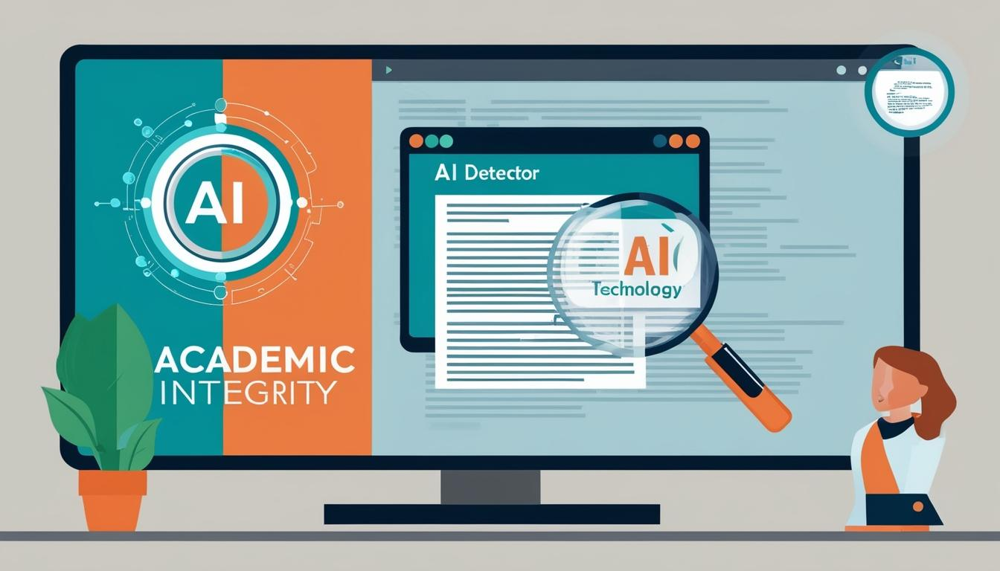 AI
ACADEMIC
INTEGRITY
AI Detector
AI
Technology